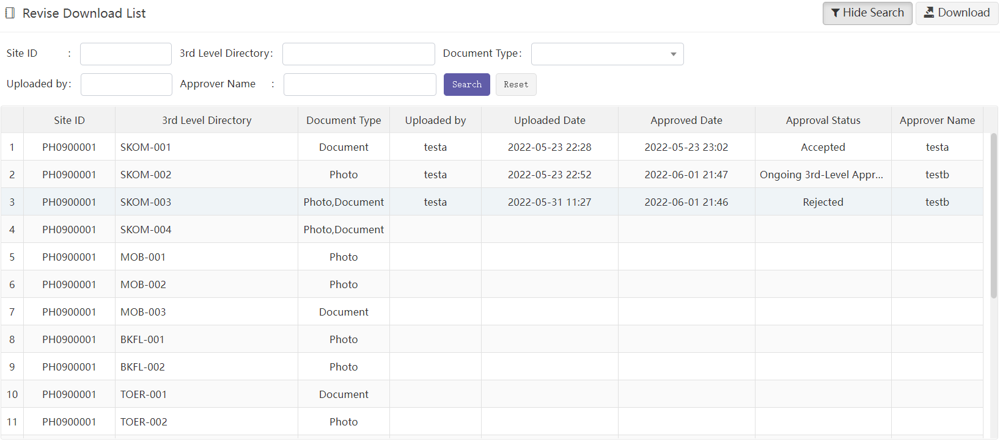 Revise Download List Hide Search Download
Site ID : 3rd Level Directory: Document Type:
Uploaded by: Approver Name : Search Reset
Site ID 3rd Level Directory Document Type Uploaded by Uploaded Date Approved Date Approval Status Approver Name
1 PH0900001 SKOM-001 Document testa 2022-05-23 22:28 2022-05-23 23:02 Accepted testa
2 PH0900001 SKOM-002 Photo testa 2022-05-23 22:52 2022-06-01 21:47 Ongoing 3rd-Level Appr... testb
3 PH0900001 SKOM-003 Photo,Document testa 2022-05-31 11:27 2022-06-01 21:46 Rejected testb
4 PH0900001 SKOM-004 Photo,Document
5 PH0900001 MOB-001 Photo
6 PH0900001 MOB-002 Photo
7 PH0900001 MOB-003 Document
8 PH0900001 BKFL-001 Photo
9 PH0900001 BKFL-002 Photo
10 PH0900001 TOER-001 Document
11 PH0900001 TOER-002 Photo